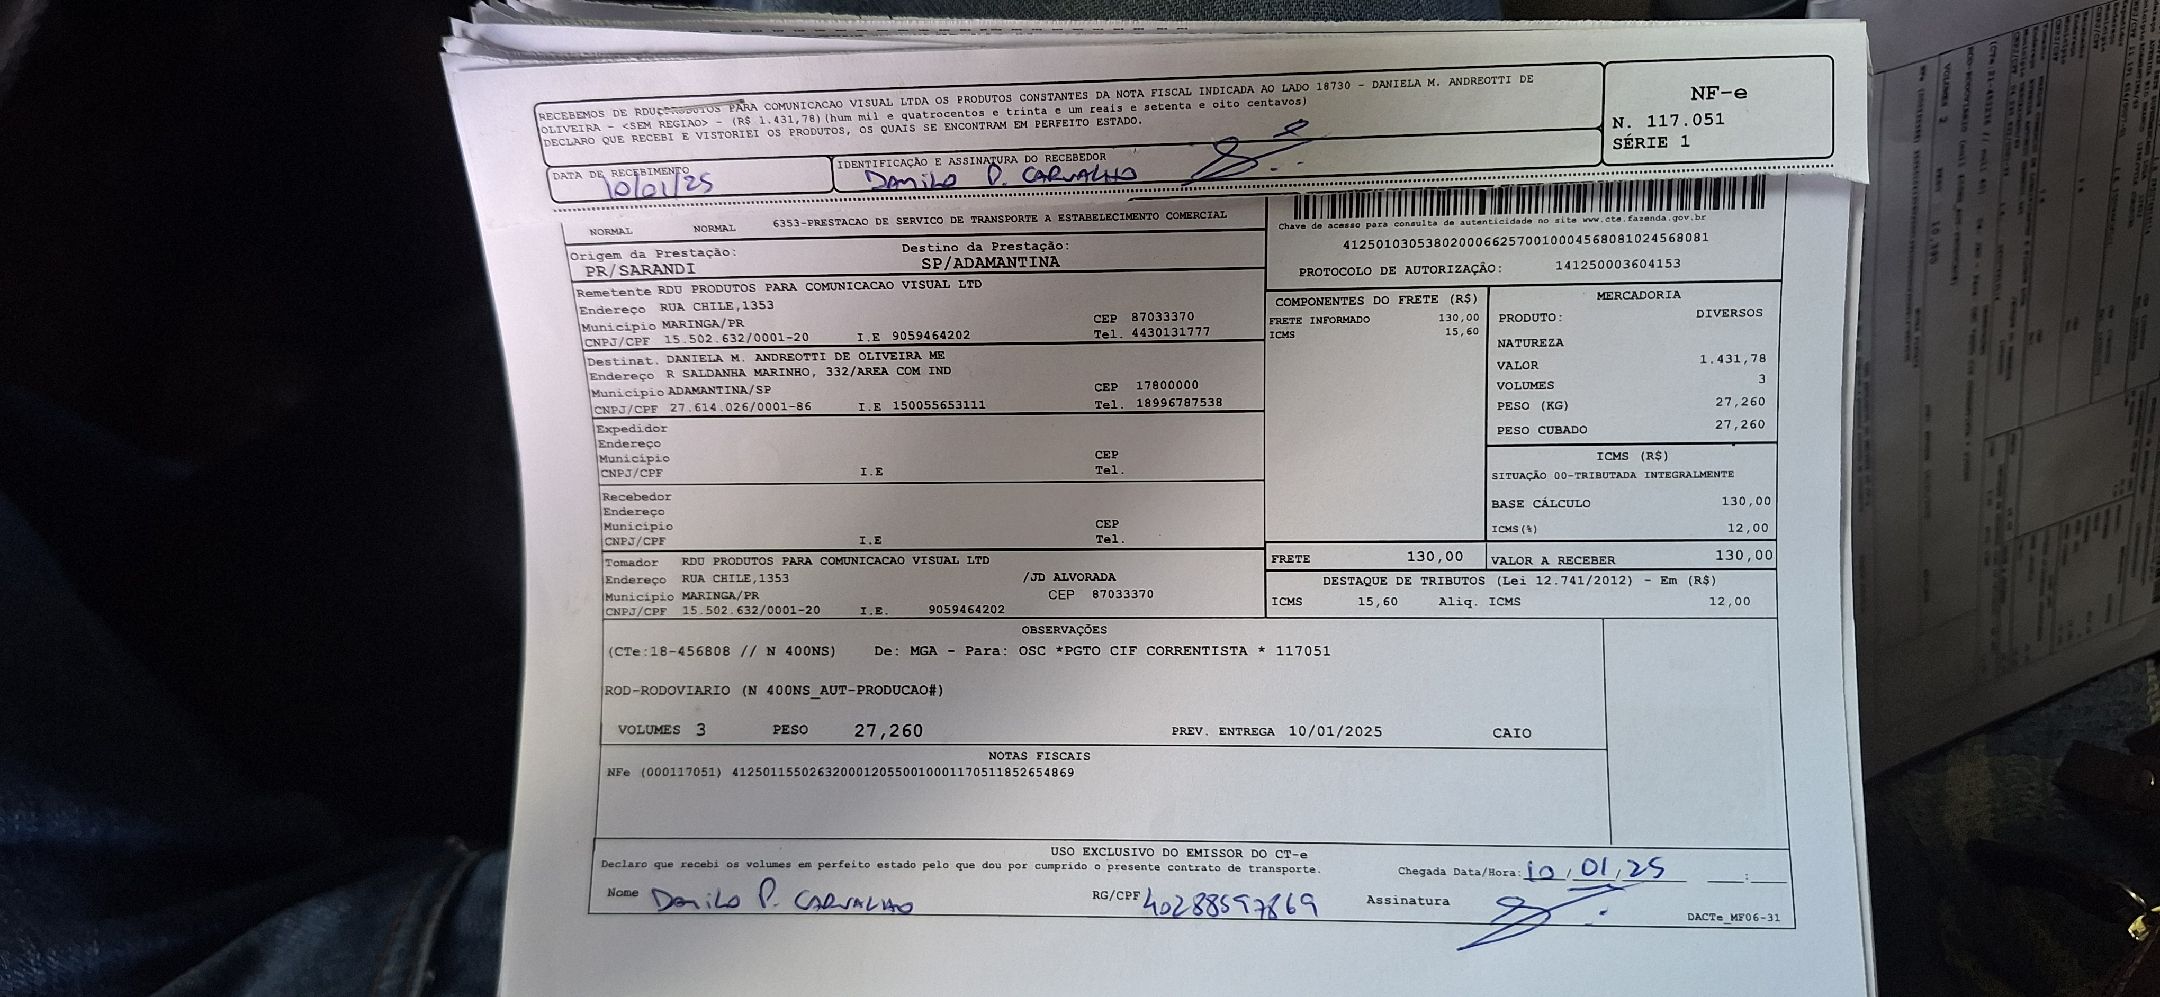 RECEBEMOS DE RDU PRODUTOS PARA COMUNICACAO VISUAL LTDA OS PRODUTOS CONSTANTES DA NOTA FISCAL INDICADA AO LADO 18730 - DANIELA M. ANDREOTTI DE
OLIVEIRA - <SEM REGIAO> - (R$ 1.431,78)(hum mil e quatrocentos e trinta e um reais e setenta e oito centavos)
DECLARO QUE RECEBI E VISTORIEI OS PRODUTOS, OS QUAIS SE ENCONTRAM EM PERFEITO ESTADO.
NF-e
N. 117.051
SÉRIE 1
DATA DE RECEBIMENTO
10/01/25
IDENTIFICAÇÃO E ASSINATURA DO RECEBEDOR
Danilo P. CARVALHO
NORMAL NORMAL 6353-PRESTACAO DE SERVICO DE TRANSPORTE A ESTABELECIMENTO COMERCIAL
Chave de acesso para consulta de autenticidade no site www.cte.fazenda.gov.br
41250103053802000662570010004568081024568081
PROTOCOLO DE AUTORIZAÇÃO: 141250003604153
Origem da Prestação:
PR/SARANDI
Destino da Prestação:
SP/ADAMANTINA
Remetente RDU PRODUTOS PARA COMUNICACAO VISUAL LTD
Endereço RUA CHILE,1353
Município MARINGA/PR CEP 87033370
CNPJ/CPF 15.502.632/0001-20 I.E 9059464202 Tel. 4430131777
Destinat. DANIELA M. ANDREOTTI DE OLIVEIRA ME
Endereço R SALDANHA MARINHO, 332/AREA COM IND
Município ADAMANTINA/SP CEP 17800000
CNPJ/CPF 27.614.026/0001-86 I.E 150055653111 Tel. 18996787538
Expedidor
Endereço
Município CEP
CNPJ/CPF I.E Tel.
Recebedor
Endereço
Município CEP
CNPJ/CPF I.E Tel.
Tomador RDU PRODUTOS PARA COMUNICACAO VISUAL LTD
Endereço RUA CHILE,1353 /JD ALVORADA
Município MARINGA/PR CEP 87033370
CNPJ/CPF 15.502.632/0001-20 I.E. 9059464202
COMPONENTES DO FRETE (R$)
FRETE INFORMADO 130,00
ICMS 15,60
MERCADORIA
PRODUTO: DIVERSOS
NATUREZA
VALOR 1.431,78
VOLUMES 3
PESO (KG) 27,260
PESO CUBADO 27,260
ICMS (R$)
SITUAÇÃO 00-TRIBUTADA INTEGRALMENTE
BASE CÁLCULO 130,00
ICMS(%) 12,00
FRETE 130,00 VALOR A RECEBER 130,00
DESTAQUE DE TRIBUTOS (Lei 12.741/2012) - Em (R$)
ICMS 15,60 Aliq. ICMS 12,00
OBSERVAÇÕES
(CTe:18-456808 // N 400NS) De: MGA - Para: OSC *PGTO CIF CORRENTISTA * 117051
ROD-RODOVIARIO (N 400NS_AUT-PRODUCAO#)
VOLUMES 3 PESO 27,260 PREV. ENTREGA 10/01/2025 CAIO
NOTAS FISCAIS
NFe (000117051) 41250115502632000120550010001170511852654869
USO EXCLUSIVO DO EMISSOR DO CT-e
Declaro que recebi os volumes em perfeito estado pelo que dou por cumprido o presente contrato de transporte.
Chegada Data/Hora: 10/01/25 __:__
Nome Danilo P. CARVALHO RG/CPF 40288597869 Assinatura
DACTe_MF06-31